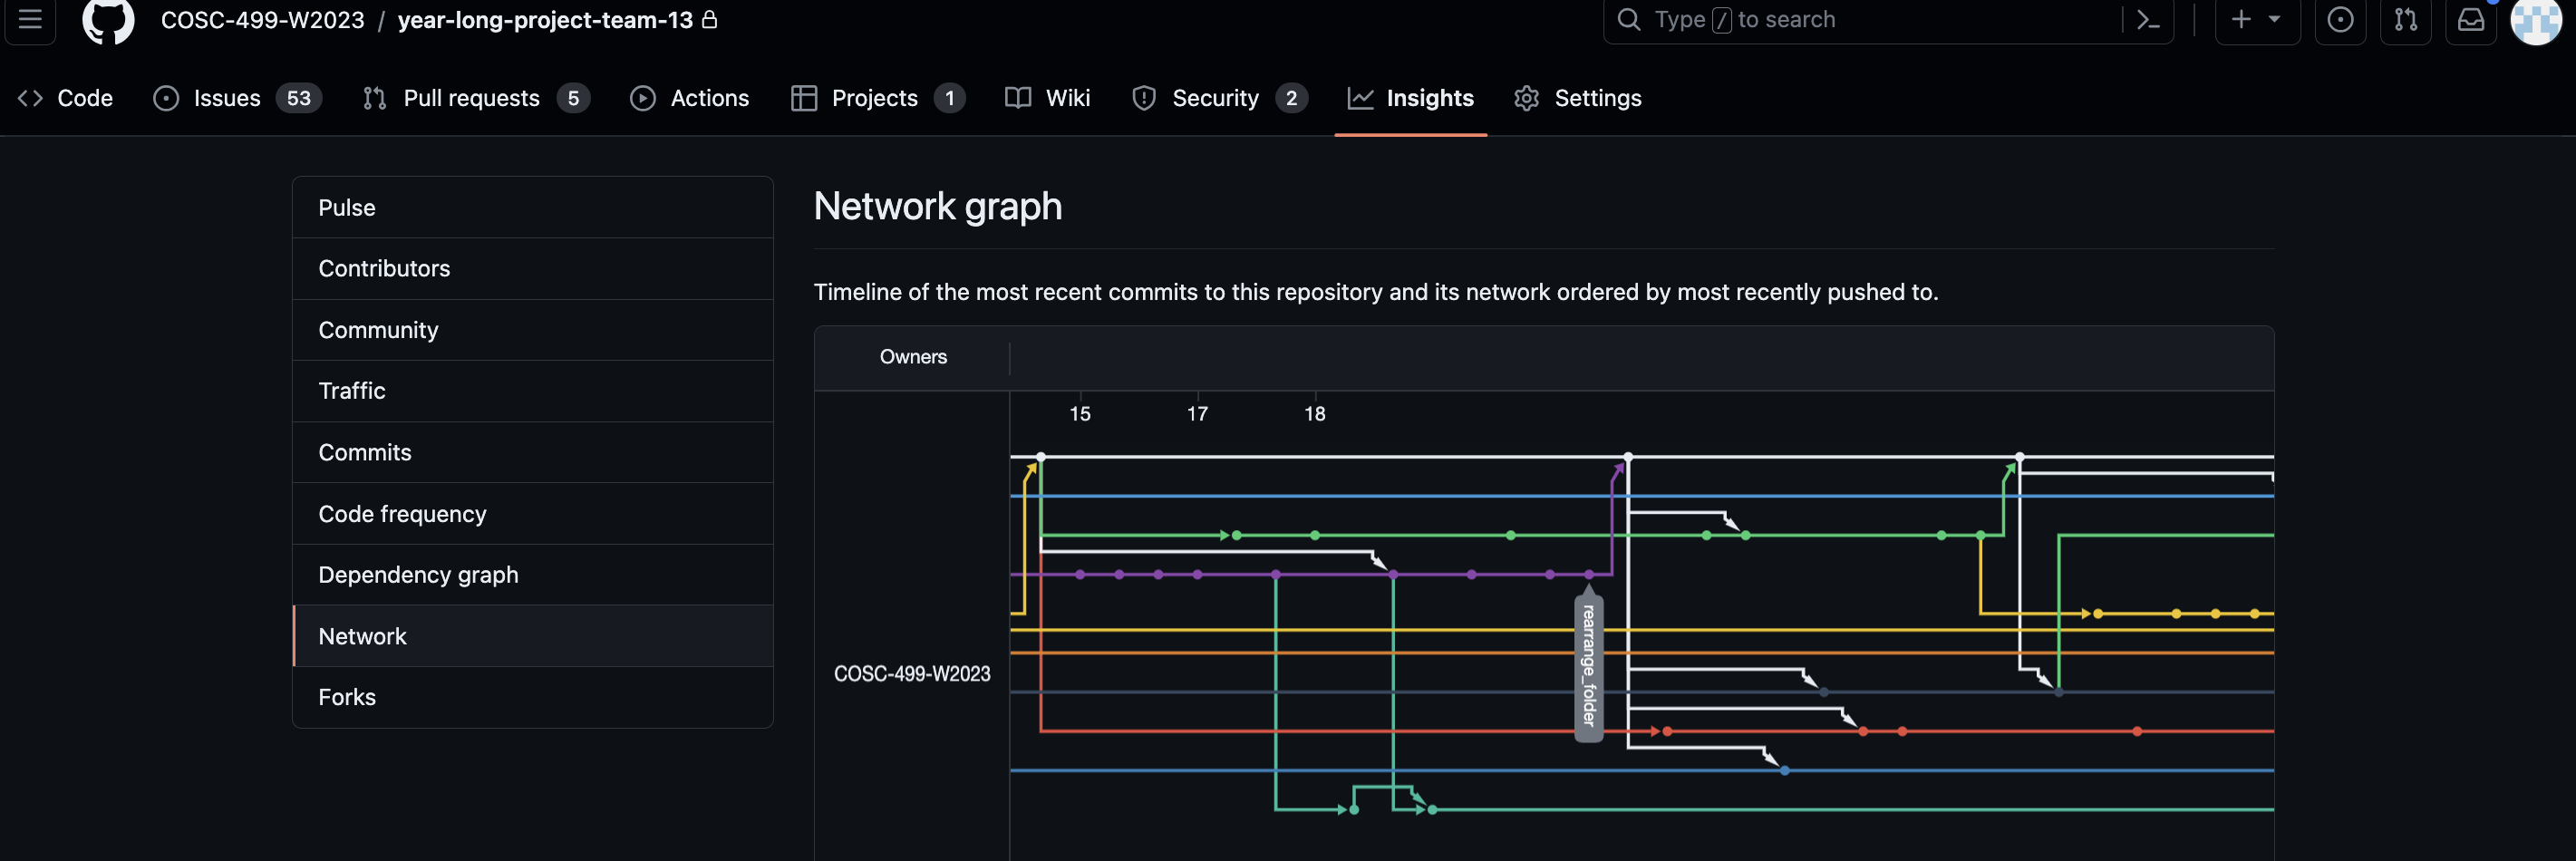 COSC-499-W2023 / year-long-project-team-13
Type / to search
Code
Issues 53
Pull requests 5
Actions
Projects 1
Wiki
Security 2
Insights
Settings
Pulse
Contributors
Community
Traffic
Commits
Code frequency
Dependency graph
Network
Forks
Network graph
Timeline of the most recent commits to this repository and its network ordered by most recently pushed to.
Owners
15 17 18
COSC-499-W2023
rearrange_folder